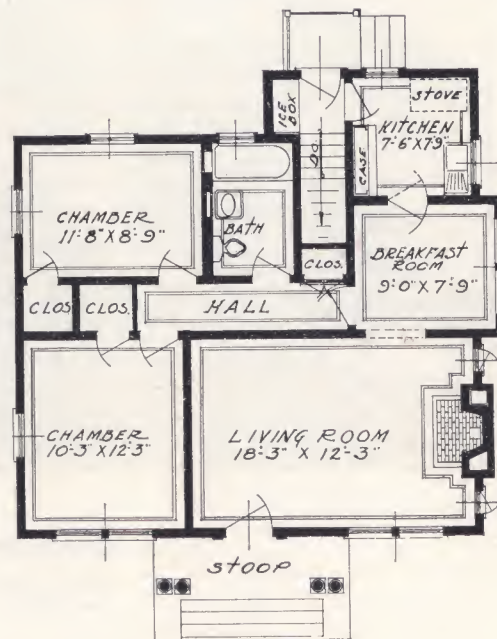 STOVE
ICE
BOX
KITCHEN
7'-6" X 7'-9"
CASE
DO.
CHAMBER
11'-8" X 8'-9"
BATH
BREAKFAST
ROOM
9'-0" X 7'-9"
CLOS.
CLOS.
CLOS.
HALL
CHAMBER
10'-3" X 12'-3"
LIVING ROOM
18'-3" X 12'-3"
STOOP